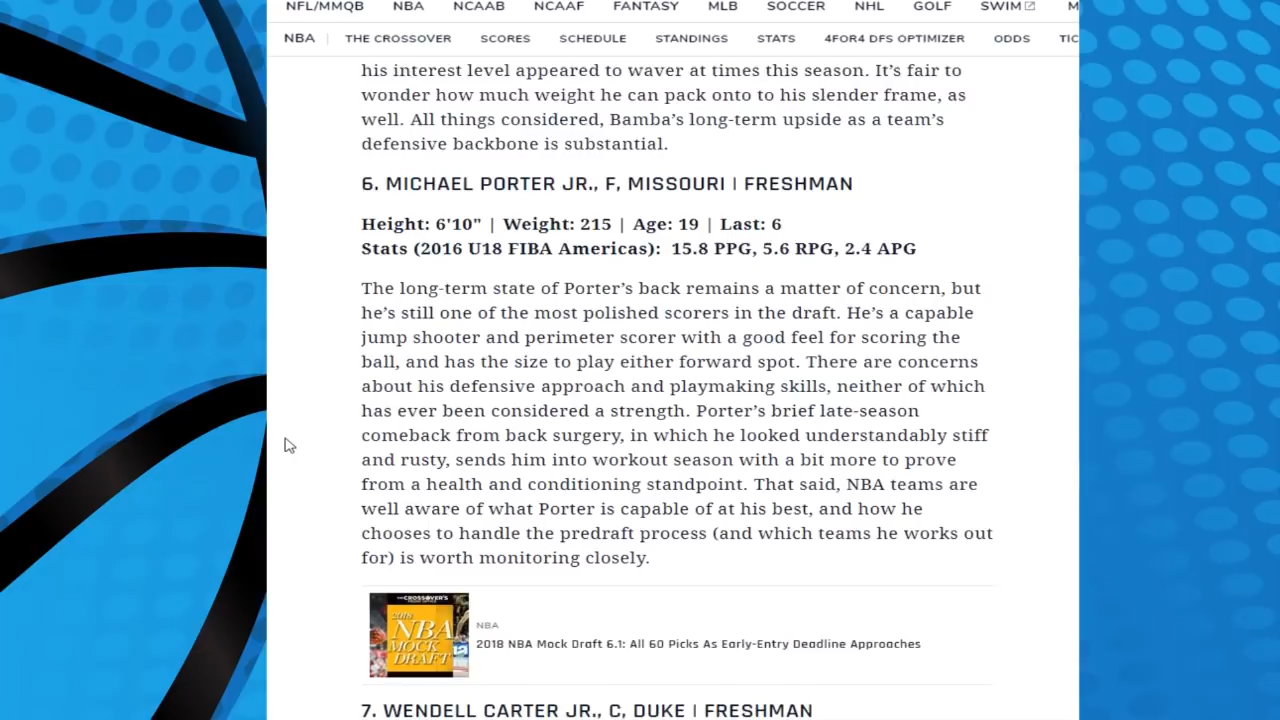 NFL/MMQB NBA NCAAB NCAAF FANTASY MLB SOCCER NHL GOLF SWIM M
NBA | THE CROSSOVER SCORES SCHEDULE STANDINGS STATS 4FOR4 DFS OPTIMIZER ODDS TIC
his interest level appeared to waver at times this season. It’s fair to
wonder how much weight he can pack onto to his slender frame, as
well. All things considered, Bamba’s long-term upside as a team’s
defensive backbone is substantial.
6. MICHAEL PORTER JR., F, MISSOURI | FRESHMAN
Height: 6'10" | Weight: 215 | Age: 19 | Last: 6
Stats (2016 U18 FIBA Americas): 15.8 PPG, 5.6 RPG, 2.4 APG
The long-term state of Porter’s back remains a matter of concern, but
he’s still one of the most polished scorers in the draft. He’s a capable
jump shooter and perimeter scorer with a good feel for scoring the
ball, and has the size to play either forward spot. There are concerns
about his defensive approach and playmaking skills, neither of which
has ever been considered a strength. Porter’s brief late-season
comeback from back surgery, in which he looked understandably stiff
and rusty, sends him into workout season with a bit more to prove
from a health and conditioning standpoint. That said, NBA teams are
well aware of what Porter is capable of at his best, and how he
chooses to handle the predraft process (and which teams he works out
for) is worth monitoring closely.
THE CROSSOVER'S
2018
NBA
MOCK
DRAFT
NBA
2018 NBA Mock Draft 6.1: All 60 Picks As Early-Entry Deadline Approaches
7. WENDELL CARTER JR., C, DUKE | FRESHMAN